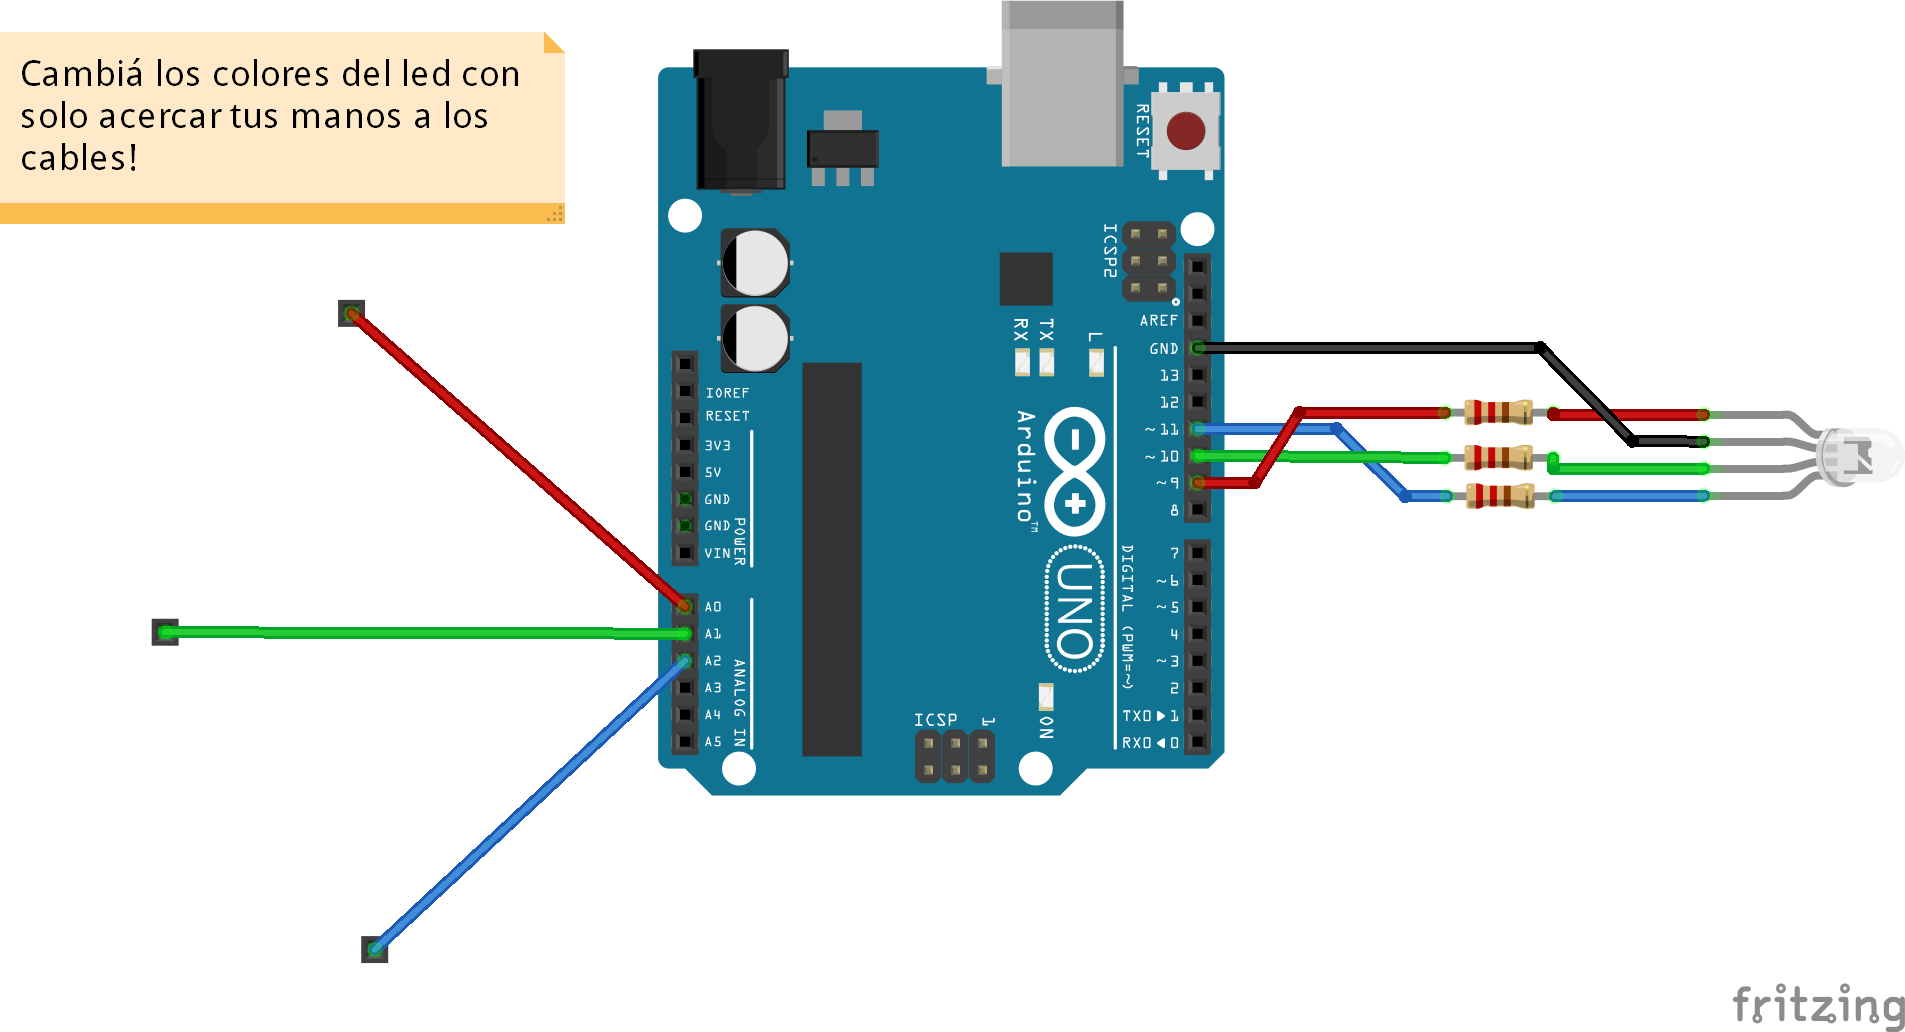 Cambiá los colores del led con
solo acercar tus manos a los
cables!
RESET
ICSP2
AREF
GND
13
12
~11
~10
~9
8
7
~6
~5
4
~3
2
TX0▶1
RX0◀0
RX
TX
L
Arduino™
UNO
DIGITAL (PWM=~)
IOREF
RESET
3V3
5V
GND
GND
VIN
POWER
A0
A1
A2
A3
A4
A5
ANALOG IN
ICSP
1
ON
fritzing